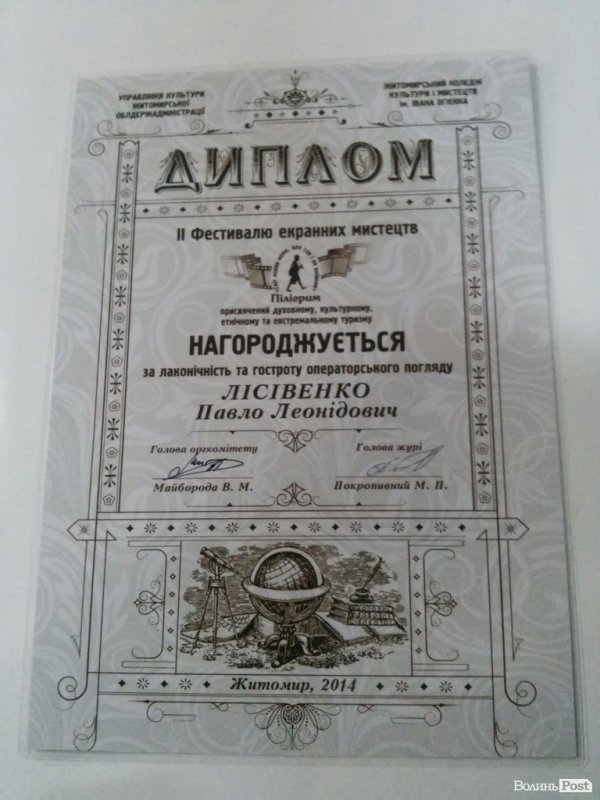 УПРАВЛІННЯ КУЛЬТУРИ
ЖИТОМИРСЬКОЇ
ОБЛДЕРЖАДМІНІСТРАЦІЇ
ЖИТОМИРСЬКИЙ КОЛЕДЖ
КУЛЬТУРИ І МИСТЕЦТВ
ІМ. ІВАНА ОГІЄНКА
ДИПЛОМ
ІІ Фестивалю екранних мистецтв
Пілігрим
присвячений духовному, культурному,
етнічному та екстремальному туризму
НАГОРОДЖУЄТЬСЯ
за лаконічність та гостроту операторського погляду
ЛІСІВЕНКО
Павло Леонідович
Голова оргкомітету
Голова журі
Майборода В. М.
Покропивний М. П.
Житомир, 2014
ВолиньPost